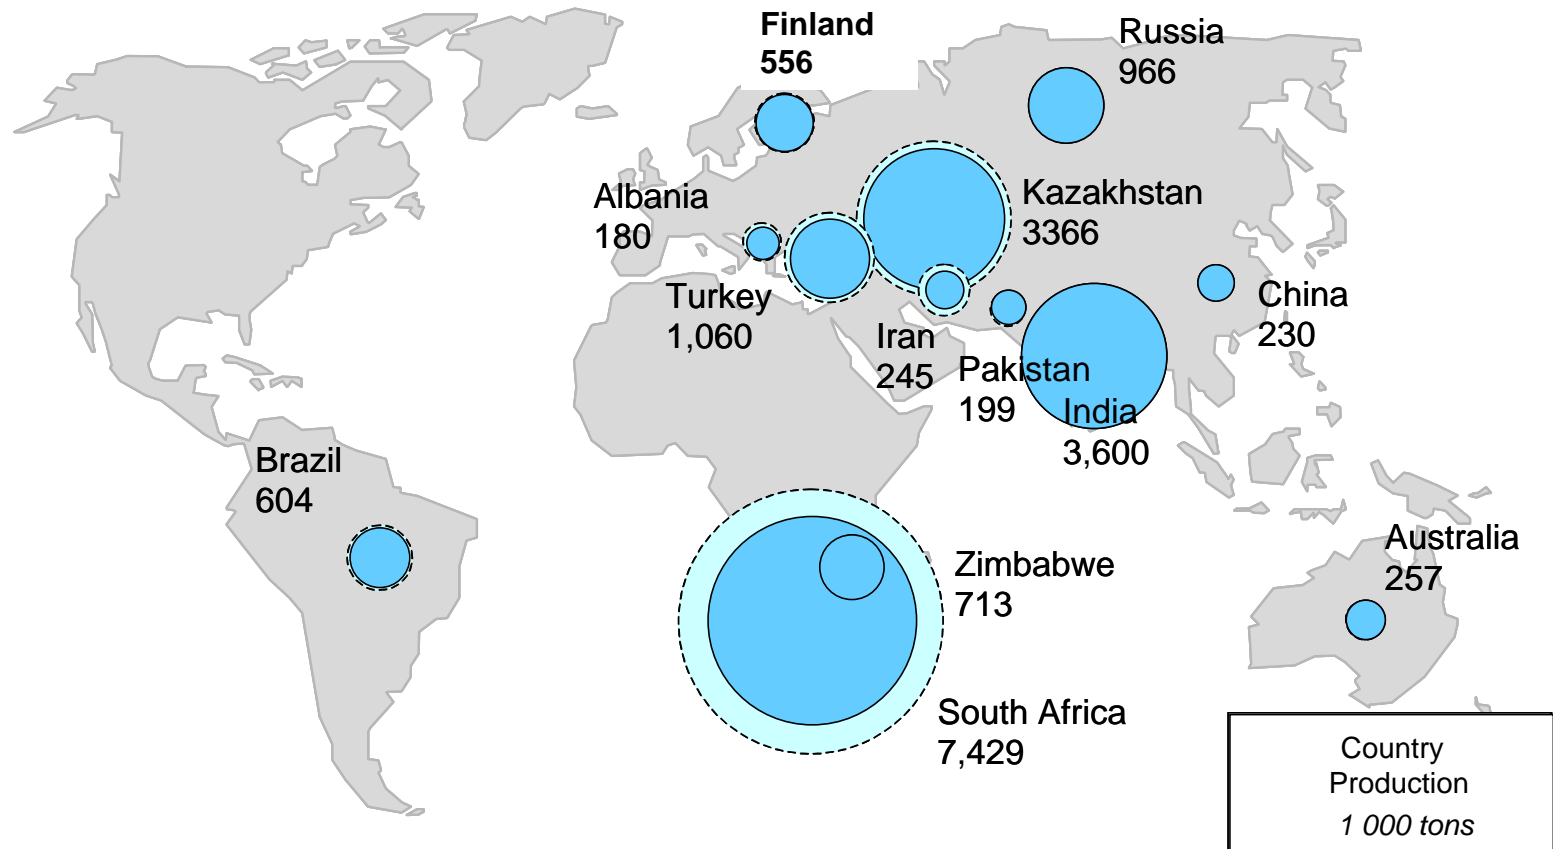 Finland
556
Russia
966
Albania
180
Kazakhstan
3366
Turkey
1,060
Iran
245
Pakistan
199
India
3,600
China
230
Brazil
604
Zimbabwe
713
South Africa
7,429
Australia
257
Country
Production
1 000 tons